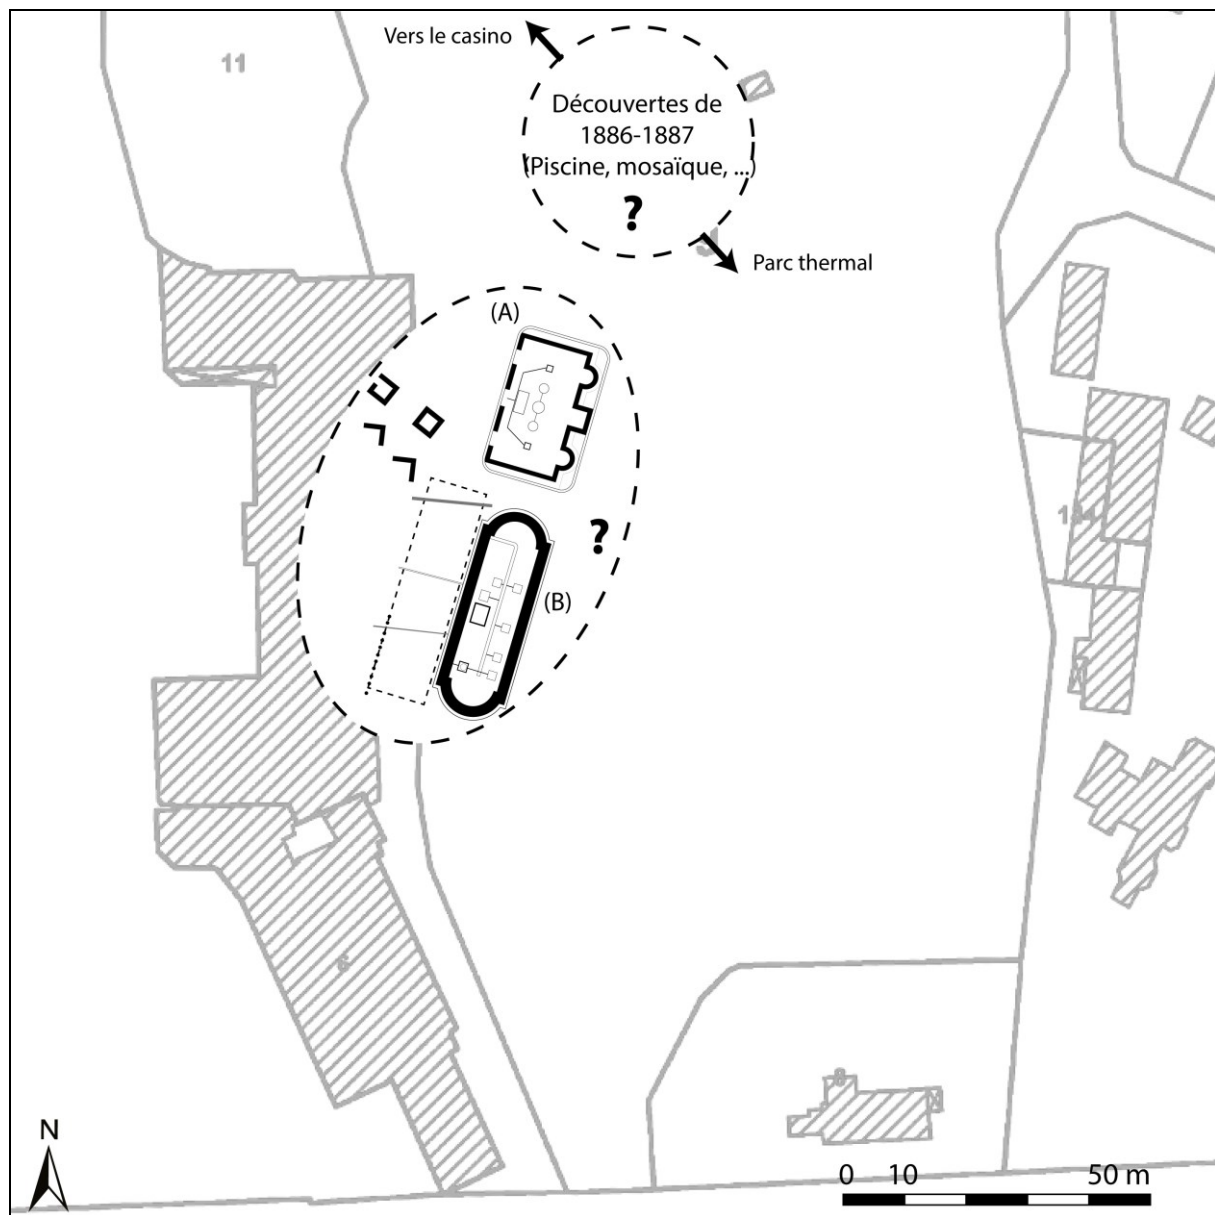 Vers le casino
11
Découvertes de
1886-1887
(Piscine, mosaïque, ...)
?
Parc thermal
(A)
?
(B)
N
0 10 50 m